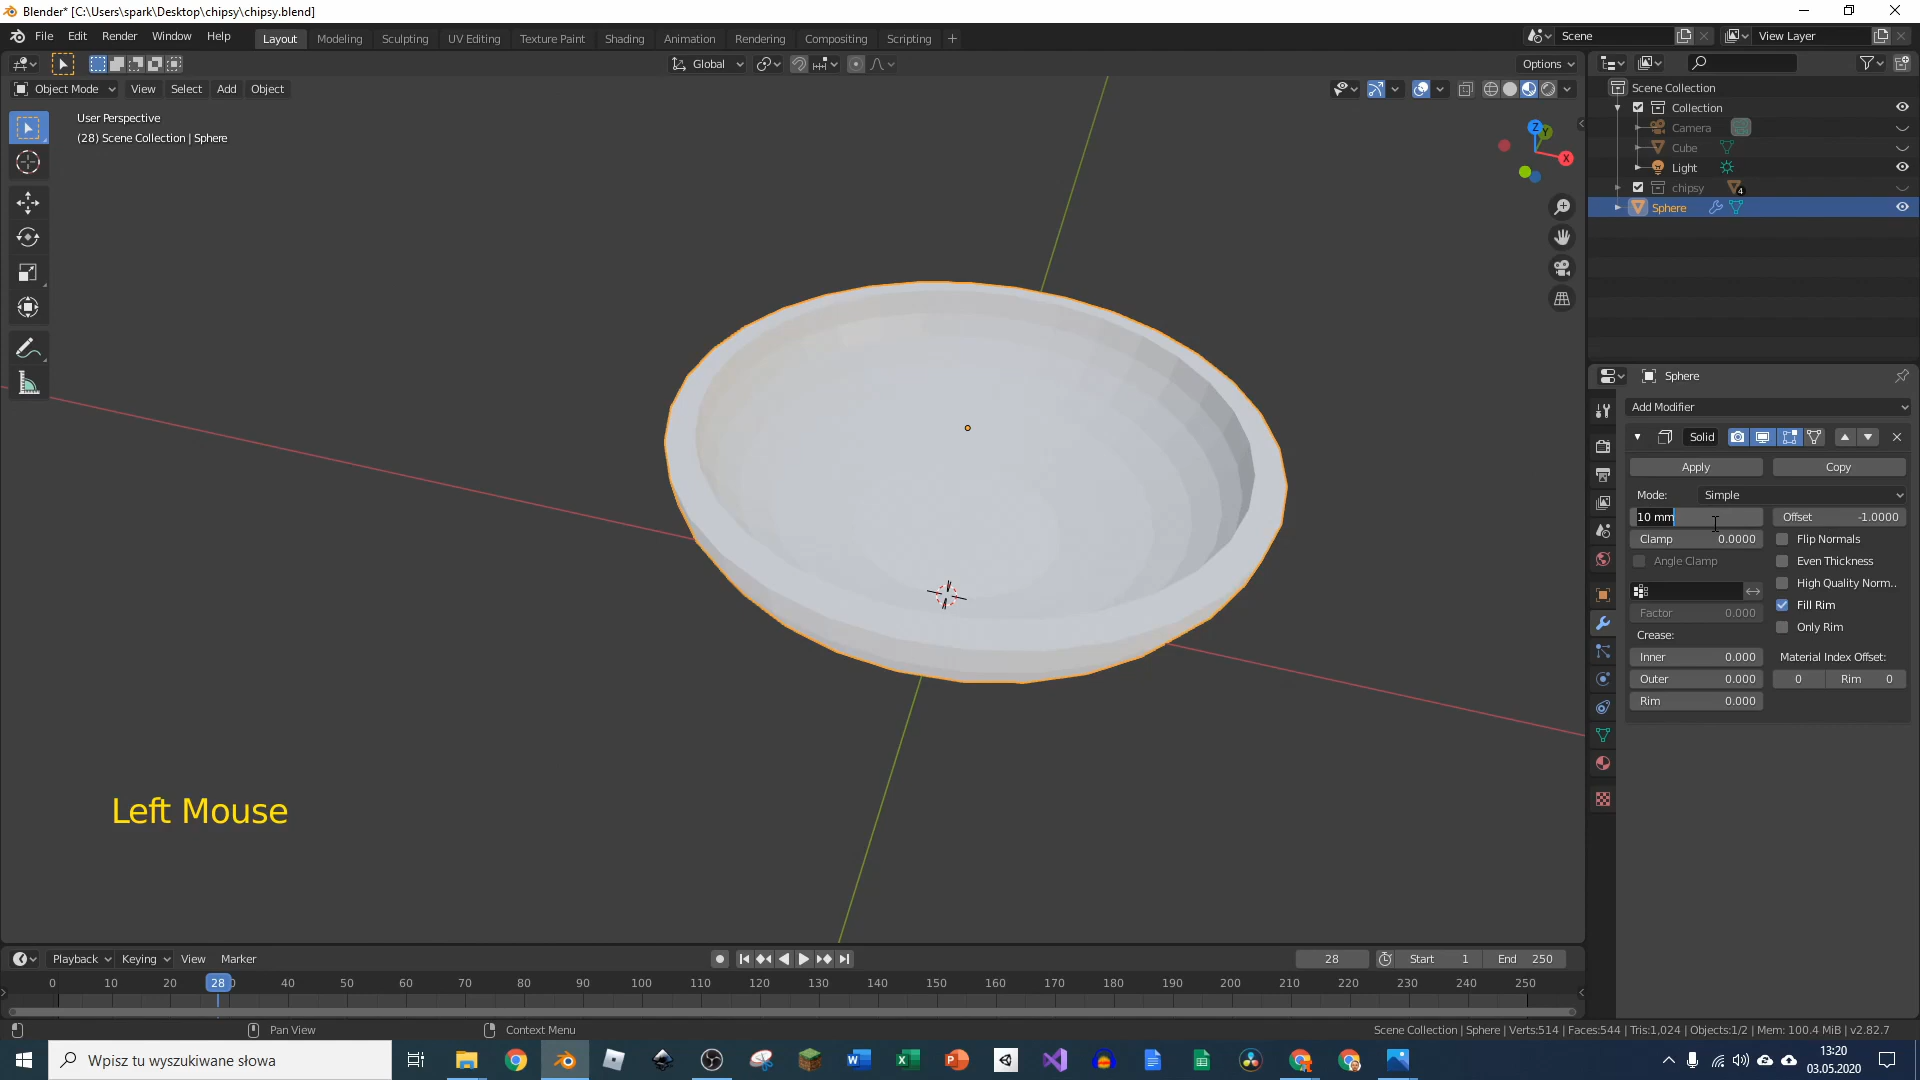 Blender* [C:\Users\spark\Desktop\chipsy\chipsy.blend]
File Edit Render Window Help Layout Modeling Sculpting UV Editing Texture Paint Shading Animation Rendering Compositing Scripting + Scene View Layer
Global Options
Object Mode View Select Add Object
User Perspective
(28) Scene Collection | Sphere
Z
Y
X
Scene Collection
Collection
Camera
Cube
Light
chipsy 4
Sphere
Sphere
Add Modifier
Solid
Apply Copy
Mode: Simple
10 mm Offset -1.0000
Clamp 0.0000 Flip Normals
Angle Clamp Even Thickness
High Quality Norm..
Factor 0.000 Fill Rim
Crease: Only Rim
Inner 0.000 Material Index Offset:
Outer 0.000 0 Rim 0
Rim 0.000
Left Mouse
Playback Keying View Marker 28 Start 1 End 250
0 10 20 28 40 50 60 70 80 90 100 110 120 130 140 150 160 170 180 190 200 210 220 230 240 250
Pan View Context Menu Scene Collection | Sphere | Verts:514 | Faces:544 | Tris:1,024 | Objects:1/2 | Mem: 100.4 MiB | v2.82.7
Wpisz tu wyszukiwane słowa
13:20
03.05.2020